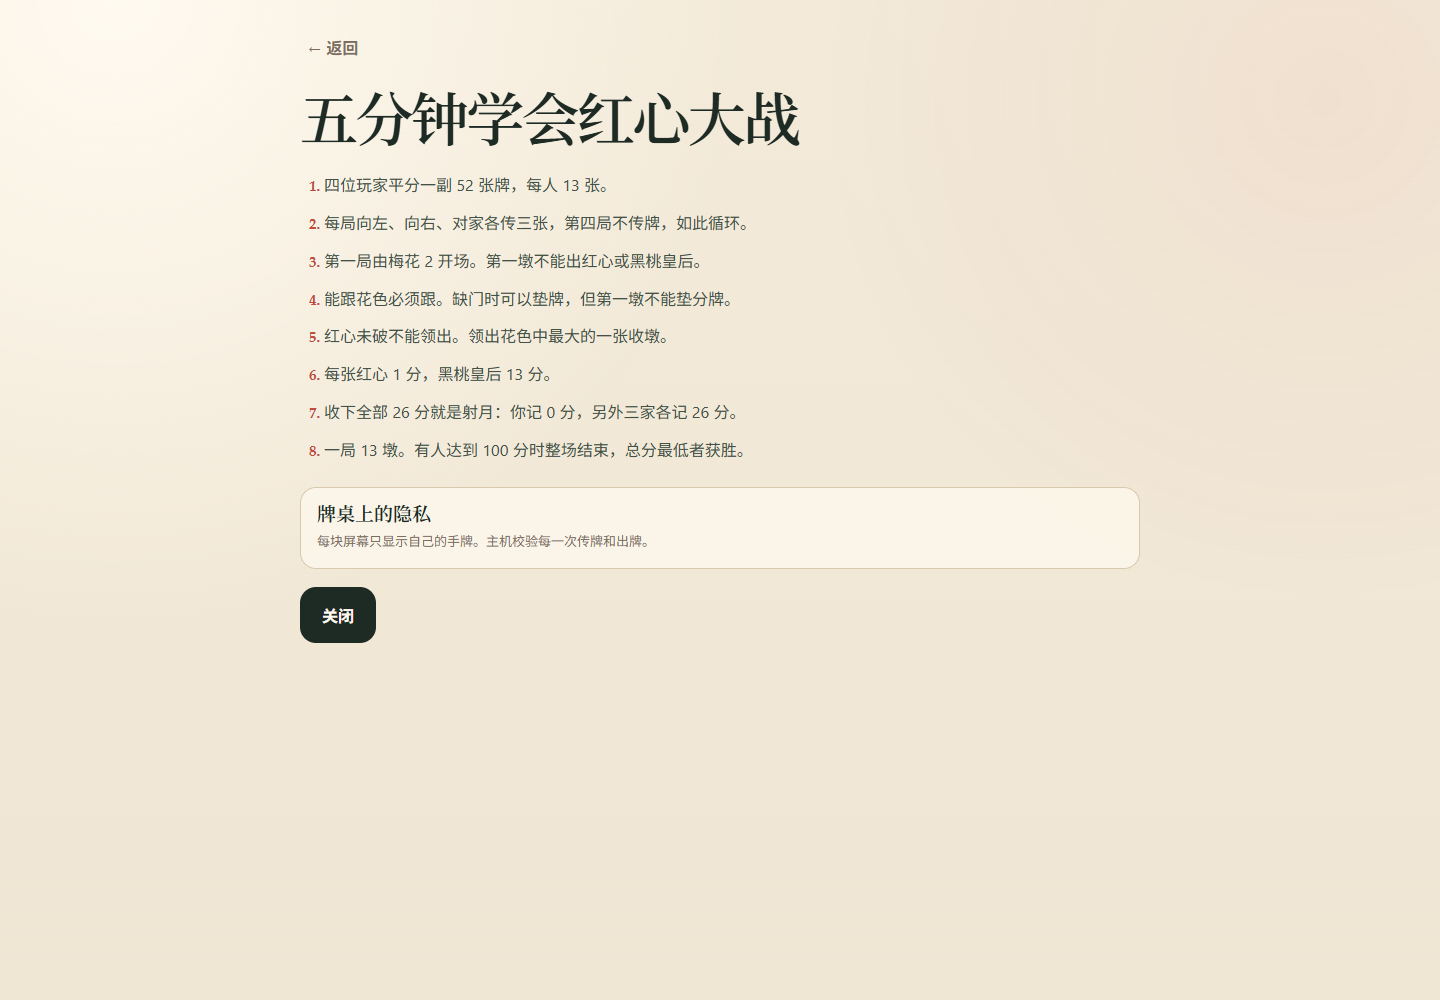 ← 返回
五分钟学会红心大战
1. 四位玩家平分一副 52 张牌，每人 13 张。
2. 每局向左、向右、对家各传三张，第四局不传牌，如此循环。
3. 第一局由梅花 2 开场。第一墩不能出红心或黑桃皇后。
4. 能跟花色必须跟。缺门时可以垫牌，但第一墩不能垫分牌。
5. 红心未破不能领出。领出花色中最大的一张收墩。
6. 每张红心 1 分，黑桃皇后 13 分。
7. 收下全部 26 分就是射月：你记 0 分，另外三家各记 26 分。
8. 一局 13 墩。有人达到 100 分时整场结束，总分最低者获胜。
牌桌上的隐私
每块屏幕只显示自己的手牌。主机校验每一次传牌和出牌。
关闭